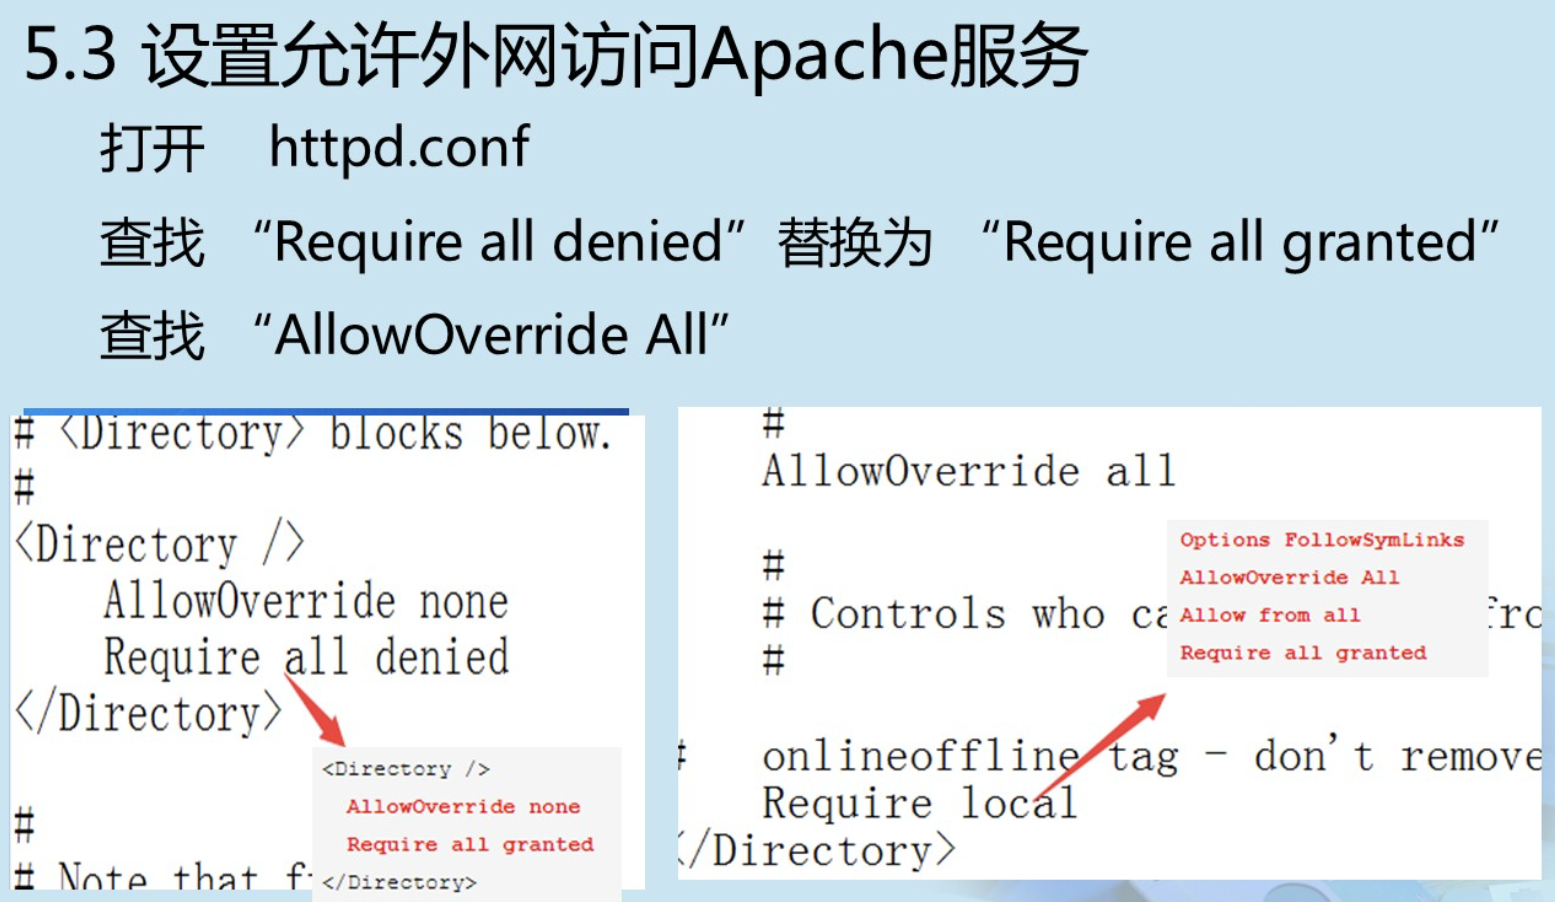 5.3 设置允许外网访问Apache服务
打开 httpd.conf
查找 “Require all denied” 替换为 “Require all granted”
查找 “AllowOverride All”
# <Directory> blocks below.
#
<Directory />
AllowOverride none
Require all denied
</Directory>
#
# Note that f
<Directory />
AllowOverride none
Require all granted
</Directory>
#
AllowOverride all
#
# Controls who ca
fro
#
Options FollowSymLinks
AllowOverride All
Allow from all
Require all granted
# onlineoffline tag - don't remove
Require local
</Directory>